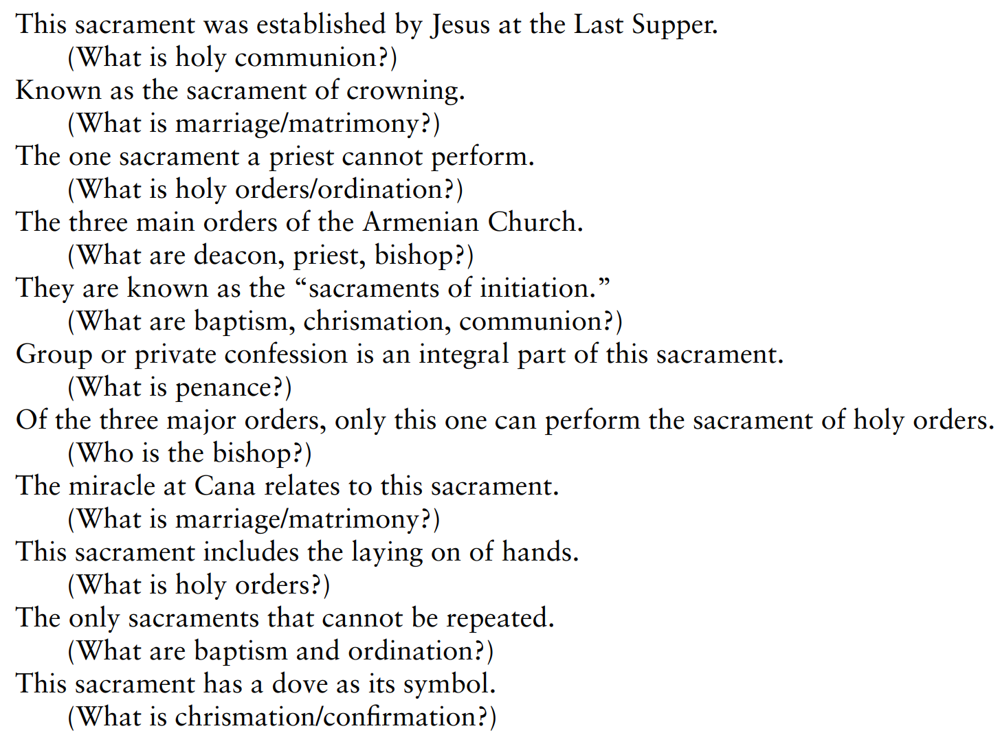 This sacrament was established by Jesus at the Last Supper.
(What is holy communion?)
Known as the sacrament of crowning.
(What is marriage/matrimony?)
The one sacrament a priest cannot perform.
(What is holy orders/ordination?)
The three main orders of the Armenian Church.
(What are deacon, priest, bishop?)
They are known as the “sacraments of initiation.”
(What are baptism, chrismation, communion?)
Group or private confession is an integral part of this sacrament.
(What is penance?)
Of the three major orders, only this one can perform the sacrament of holy orders.
(Who is the bishop?)
The miracle at Cana relates to this sacrament.
(What is marriage/matrimony?)
This sacrament includes the laying on of hands.
(What is holy orders?)
The only sacraments that cannot be repeated.
(What are baptism and ordination?)
This sacrament has a dove as its symbol.
(What is chrismation/confirmation?)